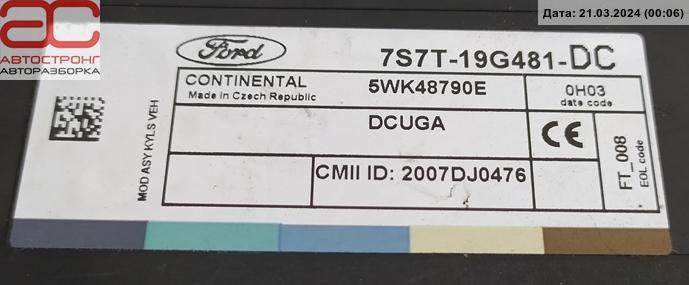 Дата: 21.03.2024 (00:06)
АС
АВТОСТРОНГ
АВТОРАЗБОРКА
Ford
7S7T-19G481-DC
CONTINENTAL
Made in Czech Republic
5WK48790E
0H03
date code
DCUGA
CE
CMII ID: 2007DJ0476
MOD ASY KYLS VEH
FT_008
EOL code